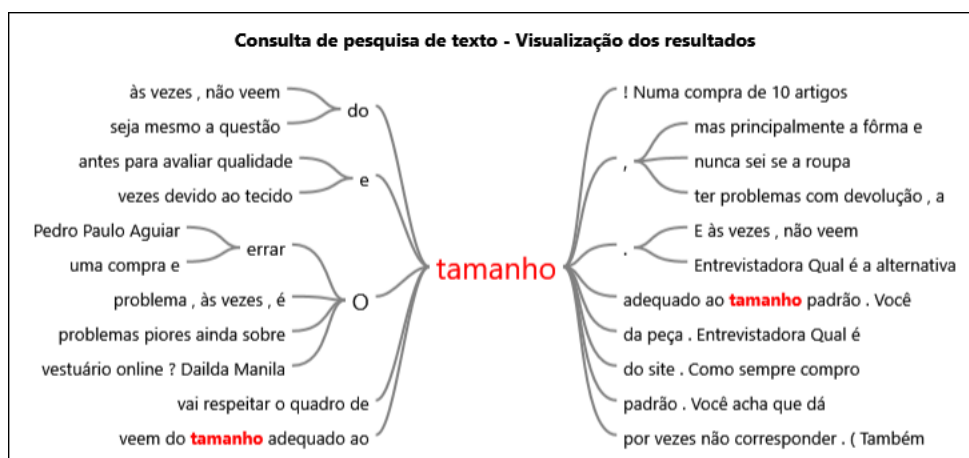 Consulta de pesquisa de texto - Visualização dos resultados
às vezes , não veem
seja mesmo a questão
do
antes para avaliar qualidade
vezes devido ao tecido
e
Pedro Paulo Aguiar
uma compra e
errar
problema , às vezes , é
problemas piores ainda sobre
vestuário online ? Dailda Manila
O
vai respeitar o quadro de
veem do tamanho adequado ao
tamanho
! Numa compra de 10 artigos
,
mas principalmente a fôrma e
nunca sei se a roupa
ter problemas com devolução , a
.
E às vezes , não veem
Entrevistadora Qual é a alternativa
adequado ao tamanho padrão . Você
da peça . Entrevistadora Qual é
do site . Como sempre compro
padrão . Você acha que dá
por vezes não corresponder . ( Também